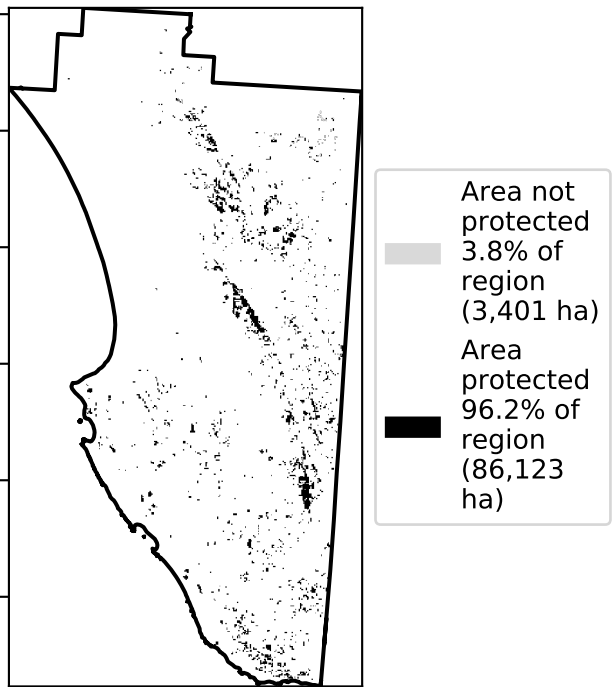 Area not
protected
3.8% of
region
(3,401 ha)
Area
protected
96.2% of
region
(86,123
ha)